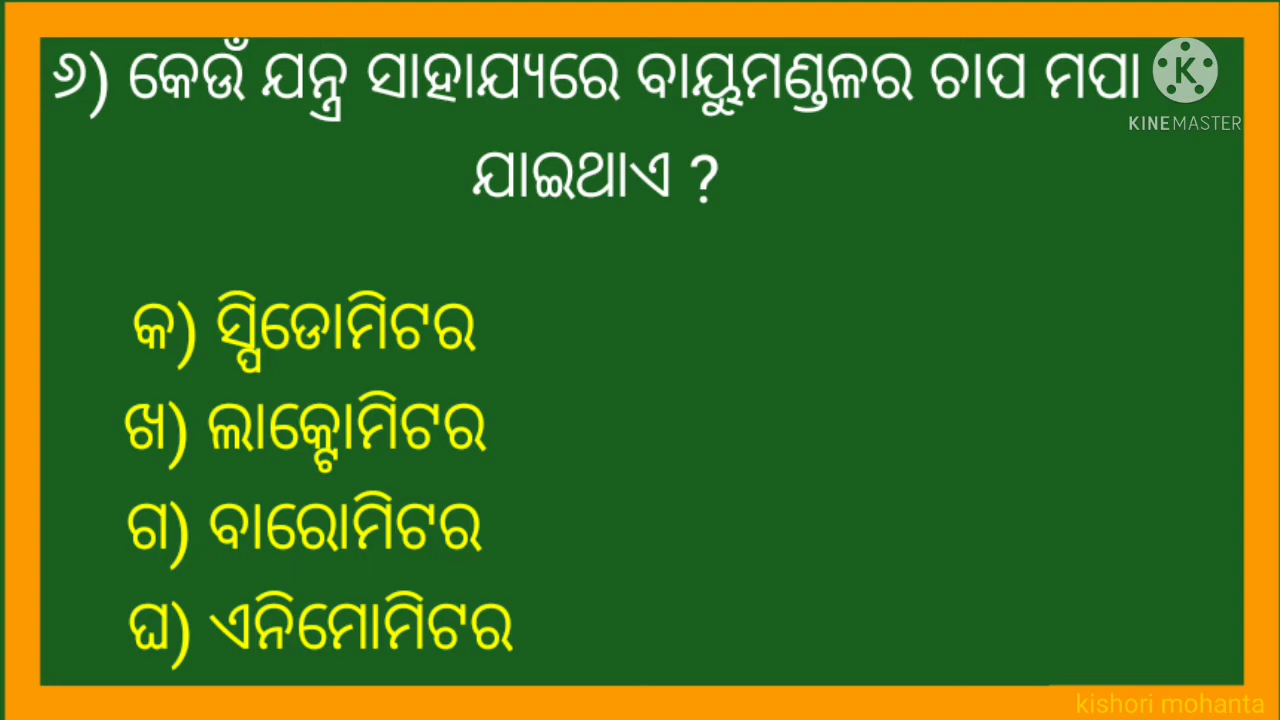 ୬) କେଉଁ ଯନ୍ତ୍ର ସାହାଯ୍ୟରେ ବାୟୁମଣ୍ଡଳର ଚାପ ମପା
ଯାଇଥାଏ ?
K
KINEMASTER
କ) ସ୍ପିଡୋମିଟର
ଖ) ଲାକ୍ଟୋମିଟର
ଗ) ବାରୋମିଟର
ଘ) ଏନିମୋମିଟର
kishori mohanta